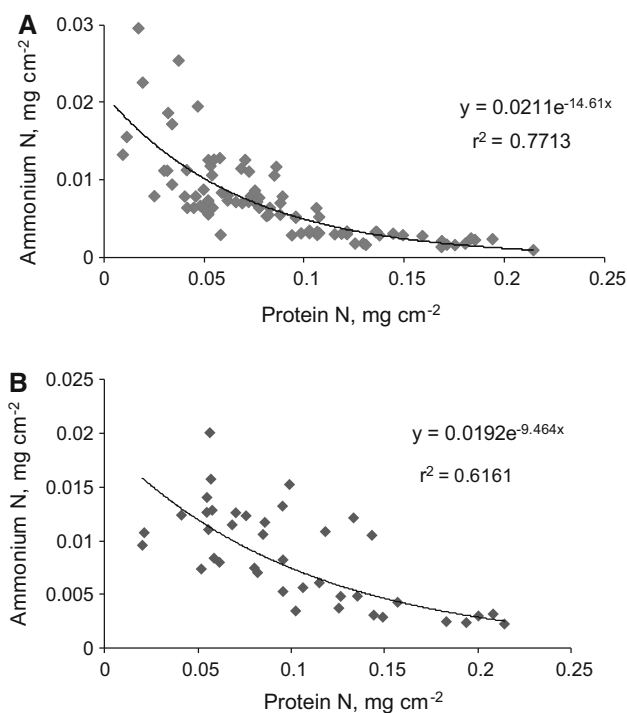 A
0.03
0.02
0.01
0
0
0.05
0.1
0.15
0.2
0.25
Ammonium N, mg cm-2
Protein N, mg cm-2
y = 0.0211e-14.61x
r2 = 0.7713
B
0.025
0.02
0.015
0.01
0.005
0
0
0.05
0.1
0.15
0.2
0.25
Ammonium N, mg cm-2
Protein N, mg cm-2
y = 0.0192e-9.464x
r2 = 0.6161